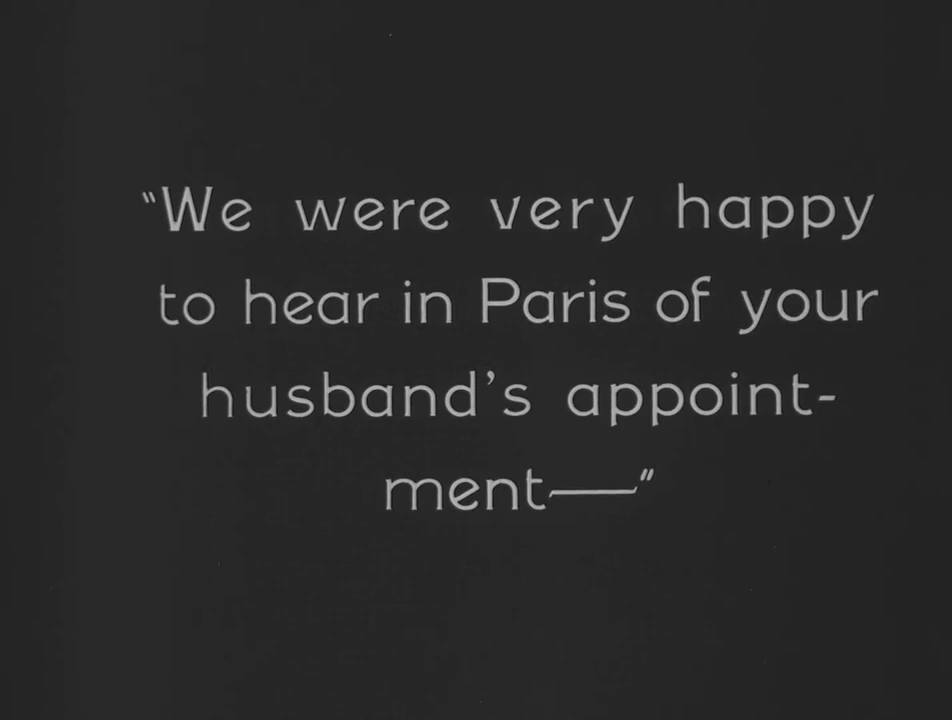 "We were very happy
to hear in Paris of your
husband's appoint-
ment—"